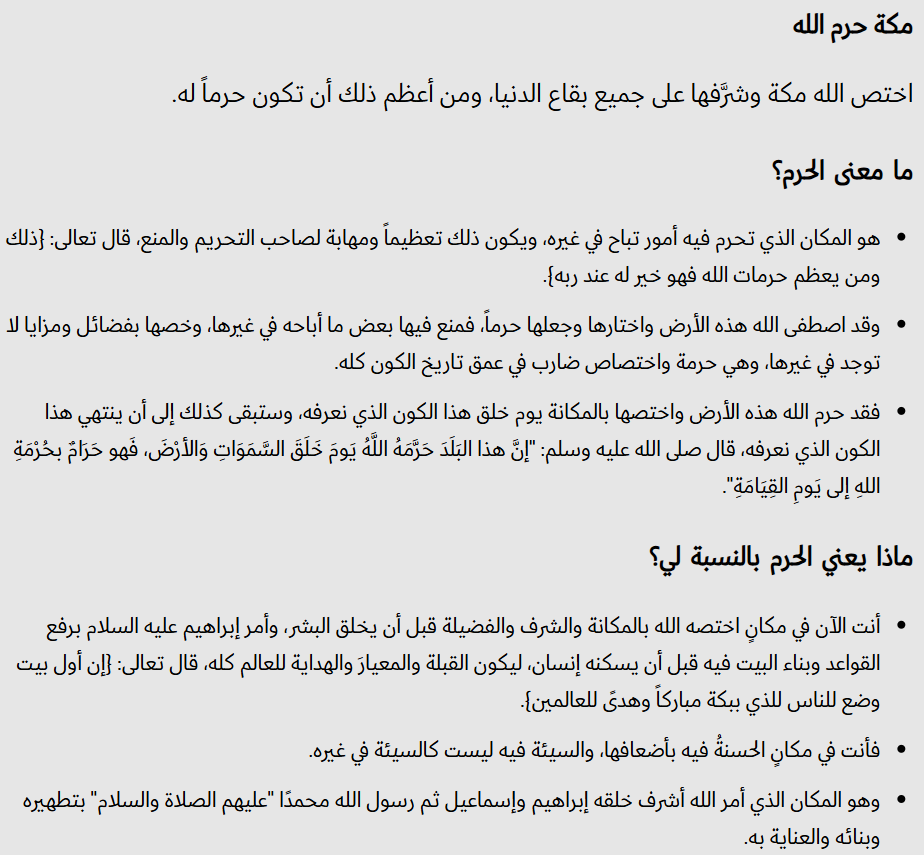 مكة حرم الله
اختص الله مكة وشرَّفها على جميع بقاع الدنيا، ومن أعظم ذلك أن تكون حرماً له.
ما معنى الحرم؟
• هو المكان الذي تحرم فيه أمور تباح في غيره، ويكون ذلك تعظيماً ومهابة لصاحب التحريم والمنع، قال تعالى: {ذلك
ومن يعظم حرمات الله فهو خير له عند ربه}.
• وقد اصطفى الله هذه الأرض واختارها وجعلها حرماً، فمنع فيها بعض ما أباحه في غيرها، وخصها بفضائل ومزايا لا
توجد في غيرها، وهي حرمة واختصاص ضارب في عمق تاريخ الكون كله.
• فقد حرم الله هذه الأرض واختصها بالمكانة يوم خلق هذا الكون الذي نعرفه، وستبقى كذلك إلى أن ينتهي هذا
الكون الذي نعرفه، قال صلى الله عليه وسلم: "إنَّ هذا البَلَدَ حَرَّمَهُ اللَّهُ يَومَ خَلَقَ السَّمَوَاتِ وَالأرْضَ، فَهو حَرَامٌ بحُرْمَةِ
اللهِ إلى يَومِ القِيَامَةِ".
ماذا يعني الحرم بالنسبة لي؟
• أنت الآن في مكانٍ اختصه الله بالمكانة والشرف والفضيلة قبل أن يخلق البشر، وأمر إبراهيم عليه السلام برفع
القواعد وبناء البيت فيه قبل أن يسكنه إنسان، ليكون القبلة والمعيارَ والهداية للعالم كله، قال تعالى: {إن أول بيت
وضع للناس للذي ببكة مباركاً وهدىً للعالمين}.
• فأنت في مكانٍ الحسنةُ فيه بأضعافها، والسيئة فيه ليست كالسيئة في غيره.
• وهو المكان الذي أمر الله أشرف خلقه إبراهيم وإسماعيل ثم رسول الله محمدًا "عليهم الصلاة والسلام" بتطهيره
وبنائه والعناية به.